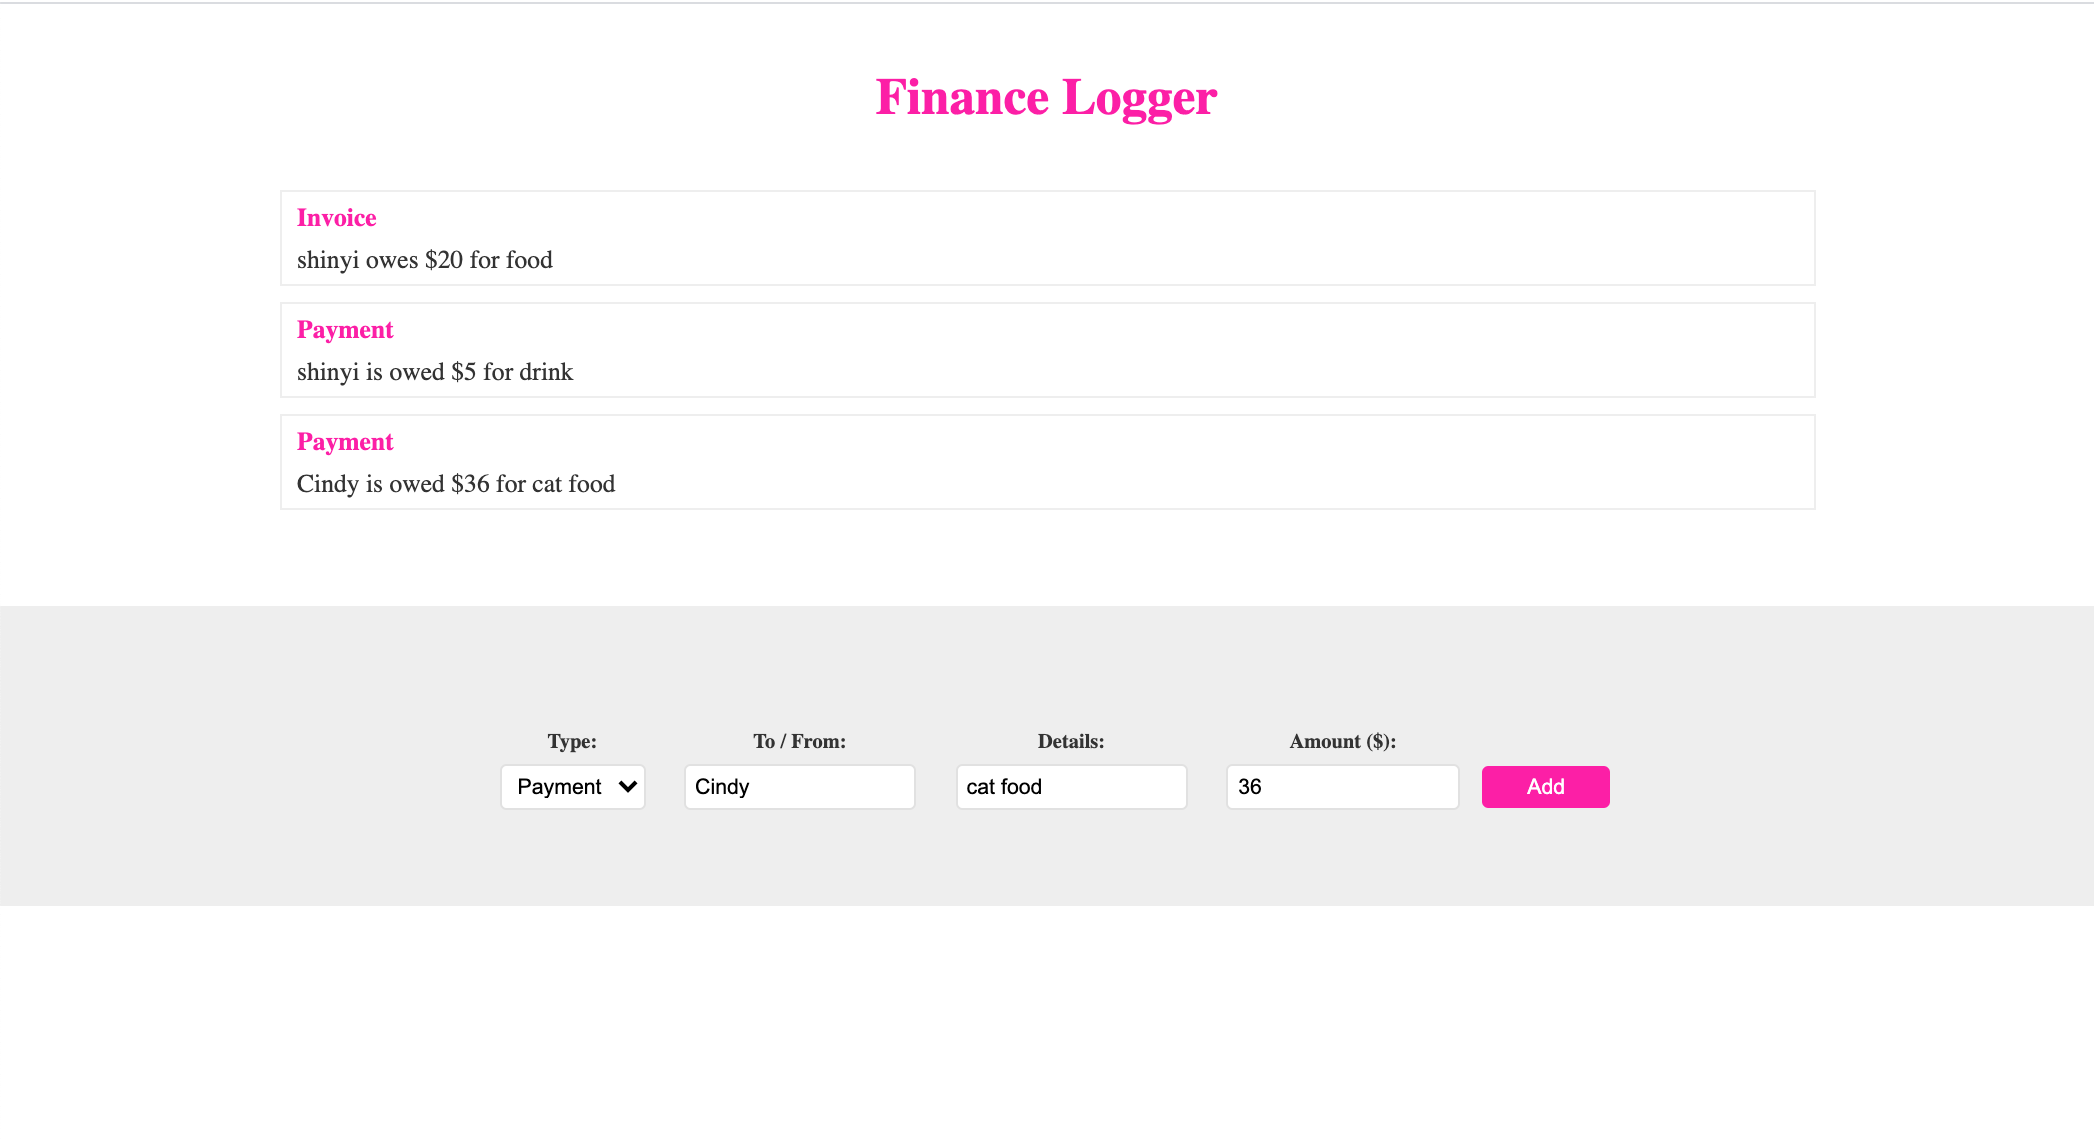 Finance Logger
Invoice
shinyi owes $20 for food
Payment
shinyi is owed $5 for drink
Payment
Cindy is owed $36 for cat food
Type: To / From: Details: Amount ($):
Payment Cindy cat food 36 Add